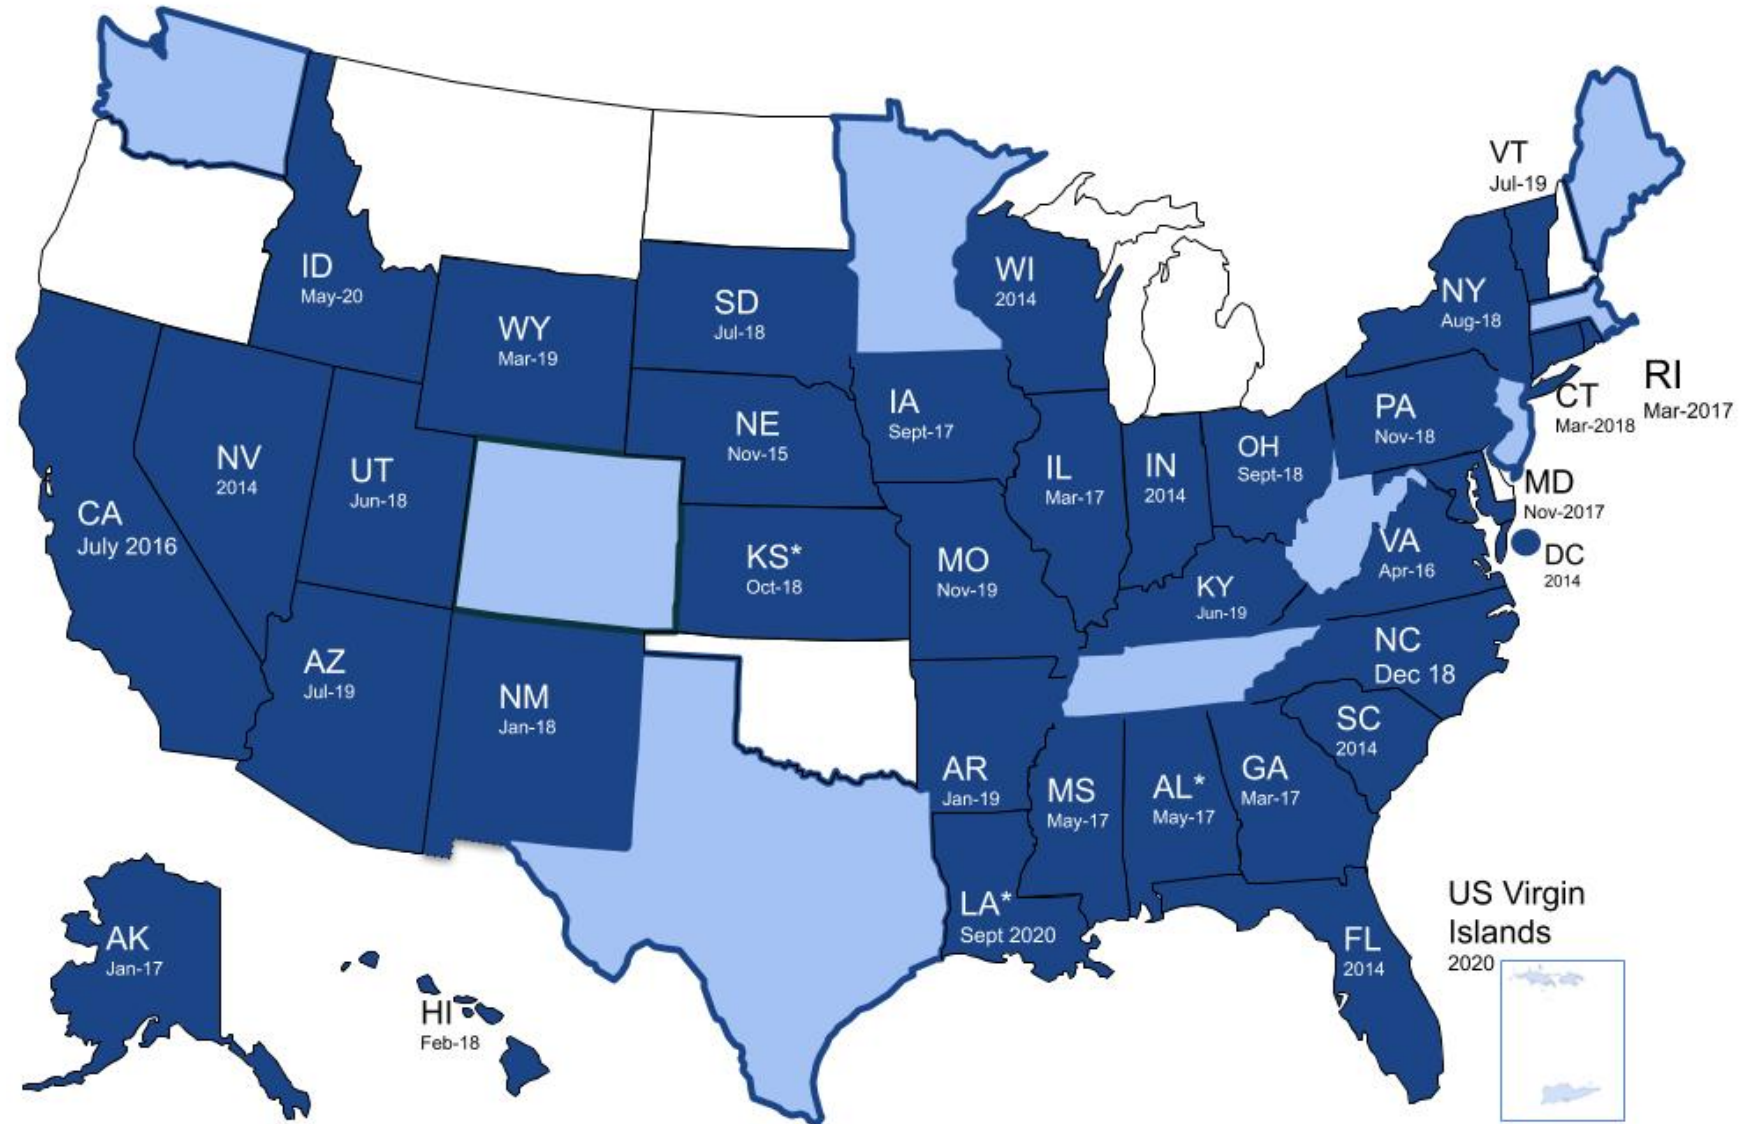 VT
Jul-19
ID
May-20
WI
2014
SD
Jul-18
NY
Aug-18
WY
Mar-19
RI
Mar-2017
CT
Mar-2018
IA
Sept-17
PA
Nov-18
NE
Nov-15
OH
Sept-18
NV
2014
UT
Jun-18
IL
Mar-17
IN
2014
MD
Nov-2017
CA
July 2016
KS*
Oct-18
MO
Nov-19
VA
Apr-16
DC
2014
KY
Jun-19
NC
Dec 18
AZ
Jul-19
NM
Jan-18
SC
2014
AR
Jan-19
MS
May-17
AL*
May-17
GA
Mar-17
LA*
Sept 2020
US Virgin
Islands
2020
AK
Jan-17
FL
2014
HI
Feb-18